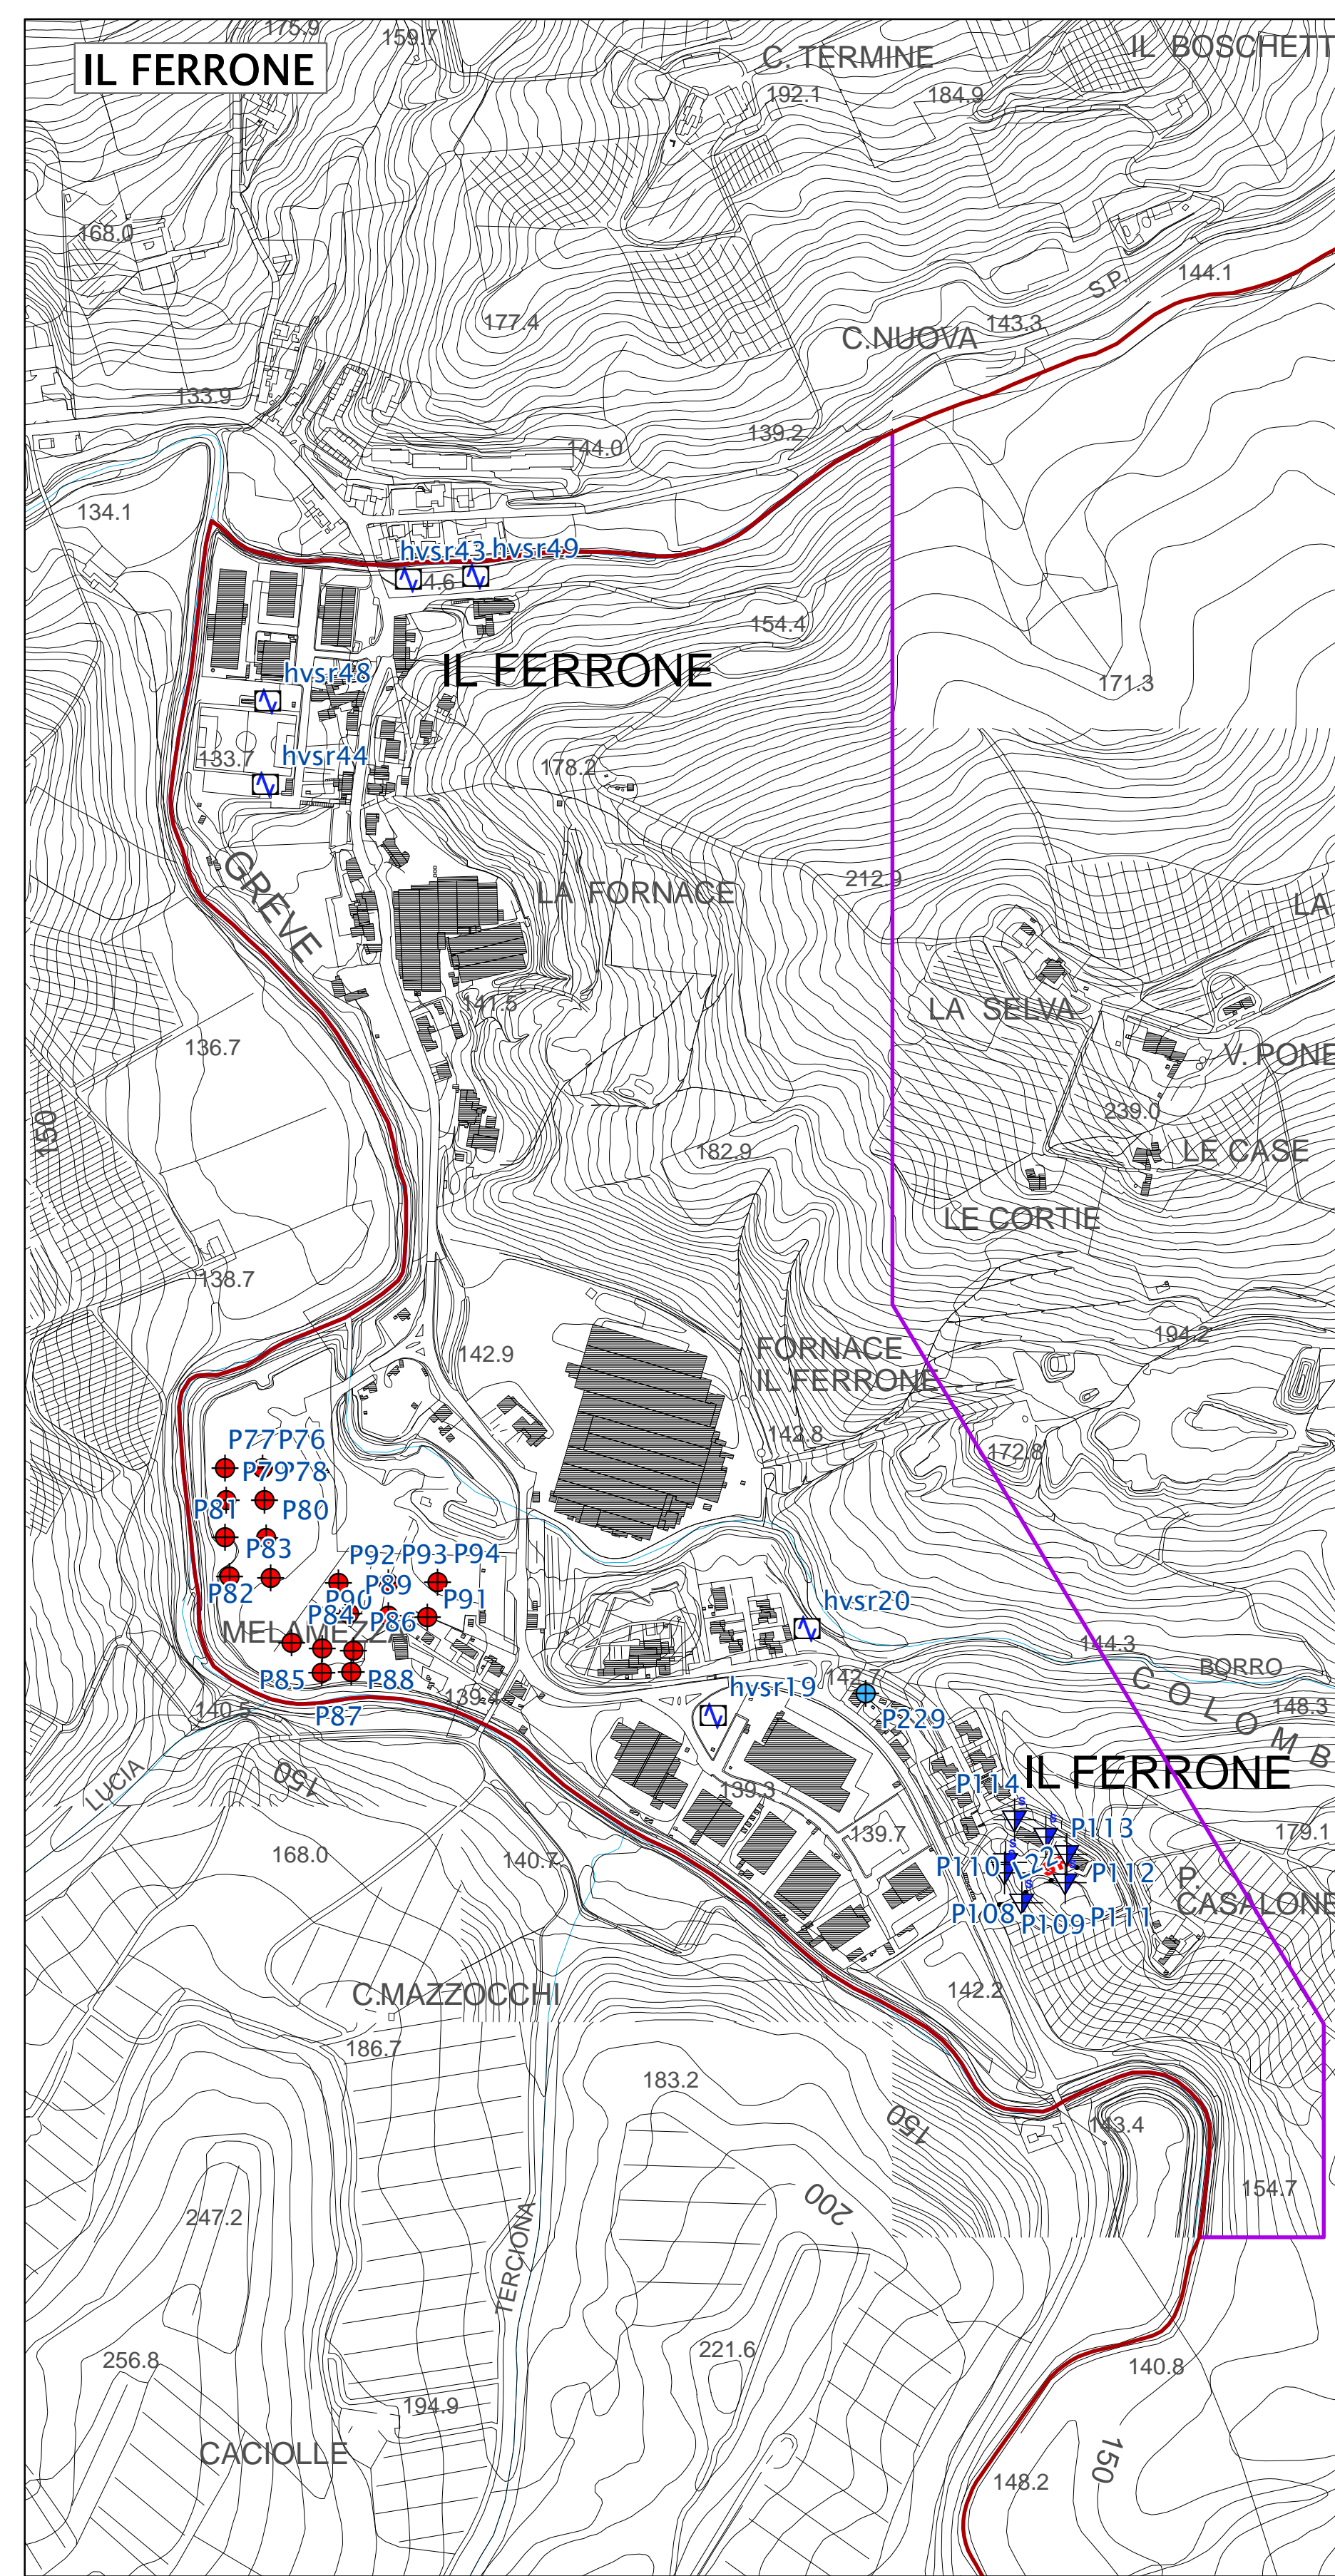 175.9
159.7
IL FERRONE
C. TERMINE
IL BOSCHETT
192.1
184.9
168.0
144.1
S.P.
177.4
143.3
C.NUOVA
133.9
139.2
144.0
134.1
hvsr43
hvsr49
4.6
154.4
IL FERRONE
hvsr48
171.3
133.7
hvsr44
178.2
GREVE
212.9
LA FORNACE
LA
141.5
LA SELVA
136.7
V. PONE
150
239.0
182.9
LE CASE
LE CORTIE
138.7
194.2
142.9
FORNACE
IL FERRONE
142.8
172.8
P77
P76
P79
P78
P81
P80
P83
P92
P93
P94
P82
P89
P90
P91
P84
P86
MELAMEZZA
hvsr20
144.3
BORRO
P85
P88
142.7
hvsr19
139.4
140.5
P87
P229
148.3
COLOMB
LUCIA
150
139.3
P114
IL FERRONE
s
s
P113
179.1
139.7
168.0
140.7
s
P110
L22
s
P112
P.
CASALONE
s
P108
P109
P111
C.MAZZOCCHI
142.2
186.7
183.2
150
143.4
154.7
200
247.2
TERCIONA
221.6
256.8
140.8
194.9
CACIOLLE
150
148.2